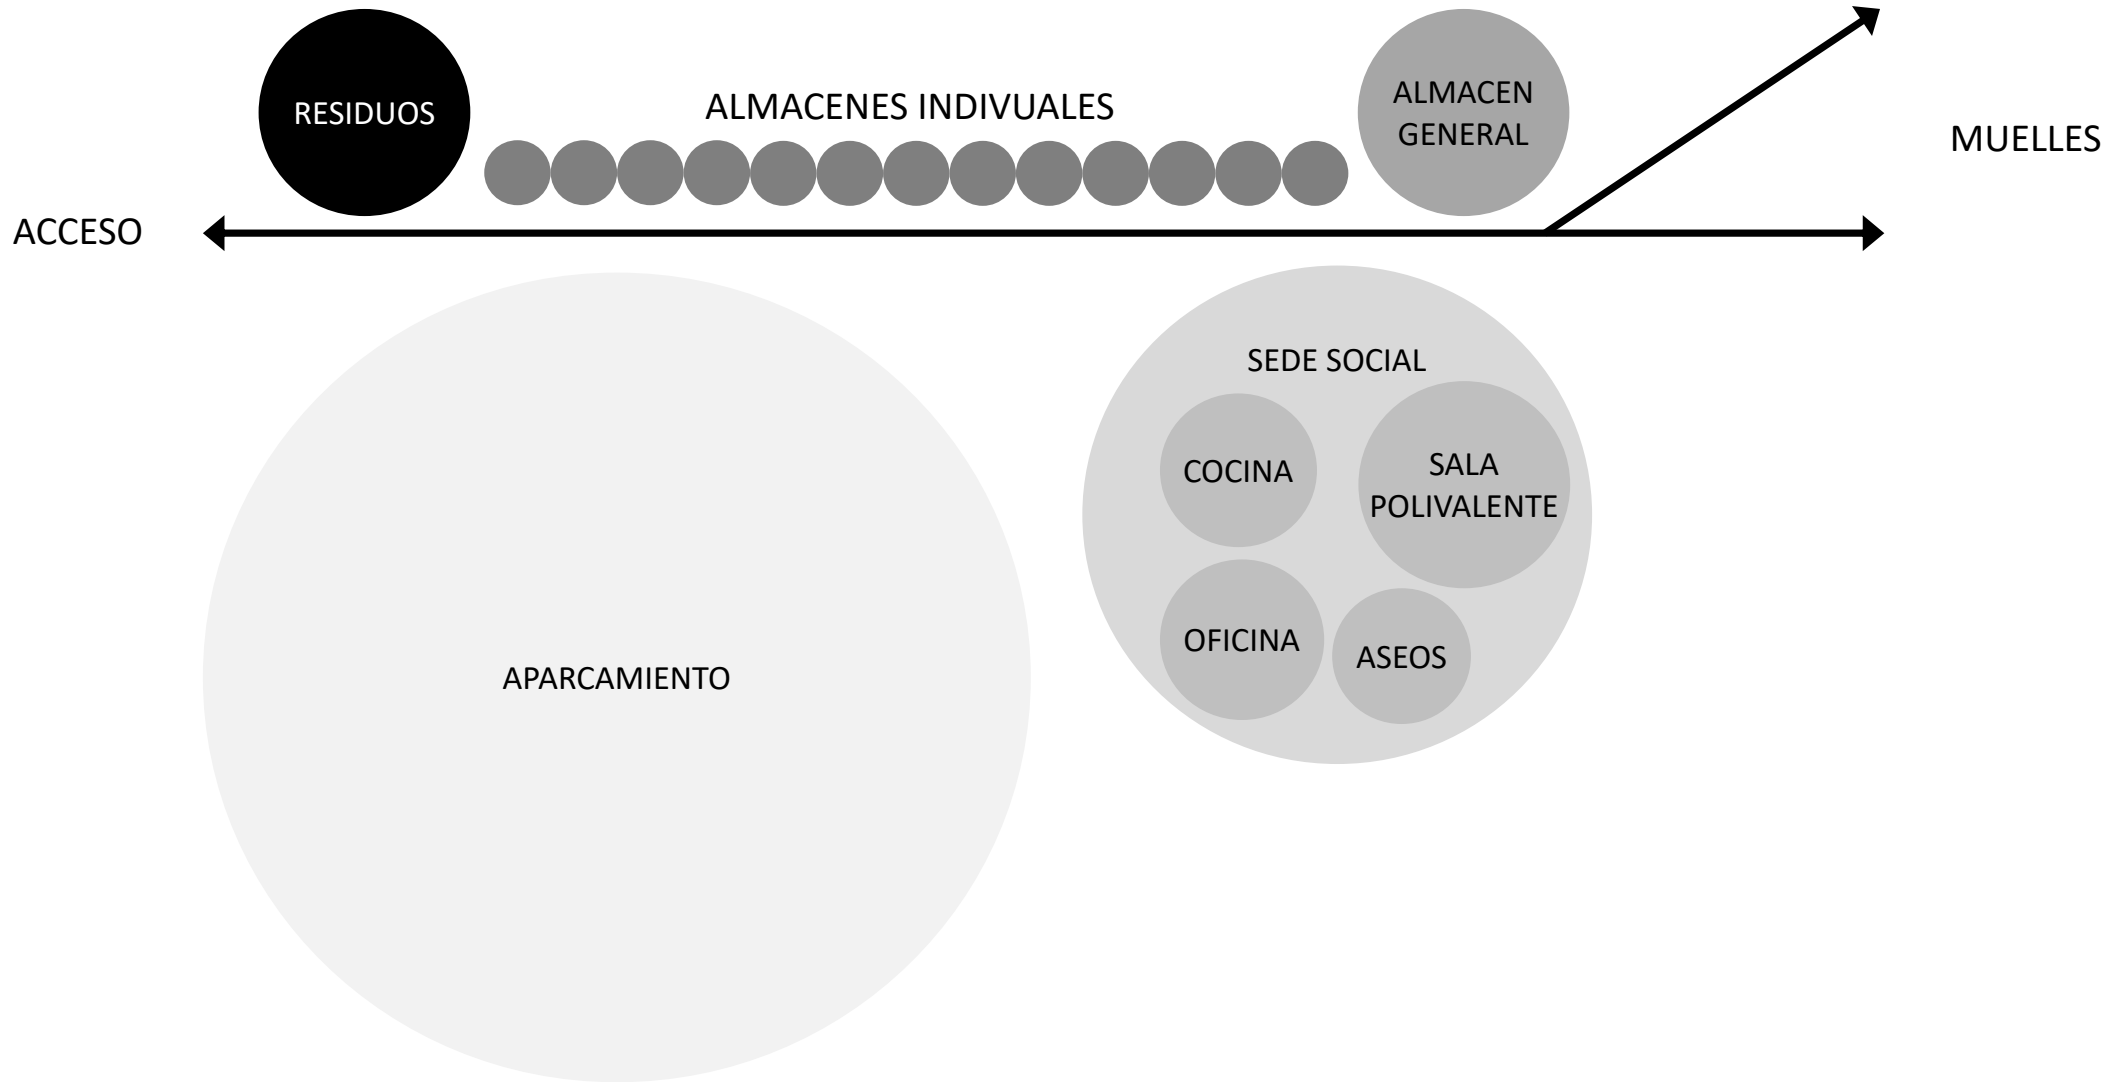 RESIDUOS
ALMACENES INDIVUALES
ALMACEN
GENERAL
MUELLES
ACCESO
SEDE SOCIAL
COCINA
SALA
POLIVALENTE
OFICINA
ASEOS
APARCAMIENTO